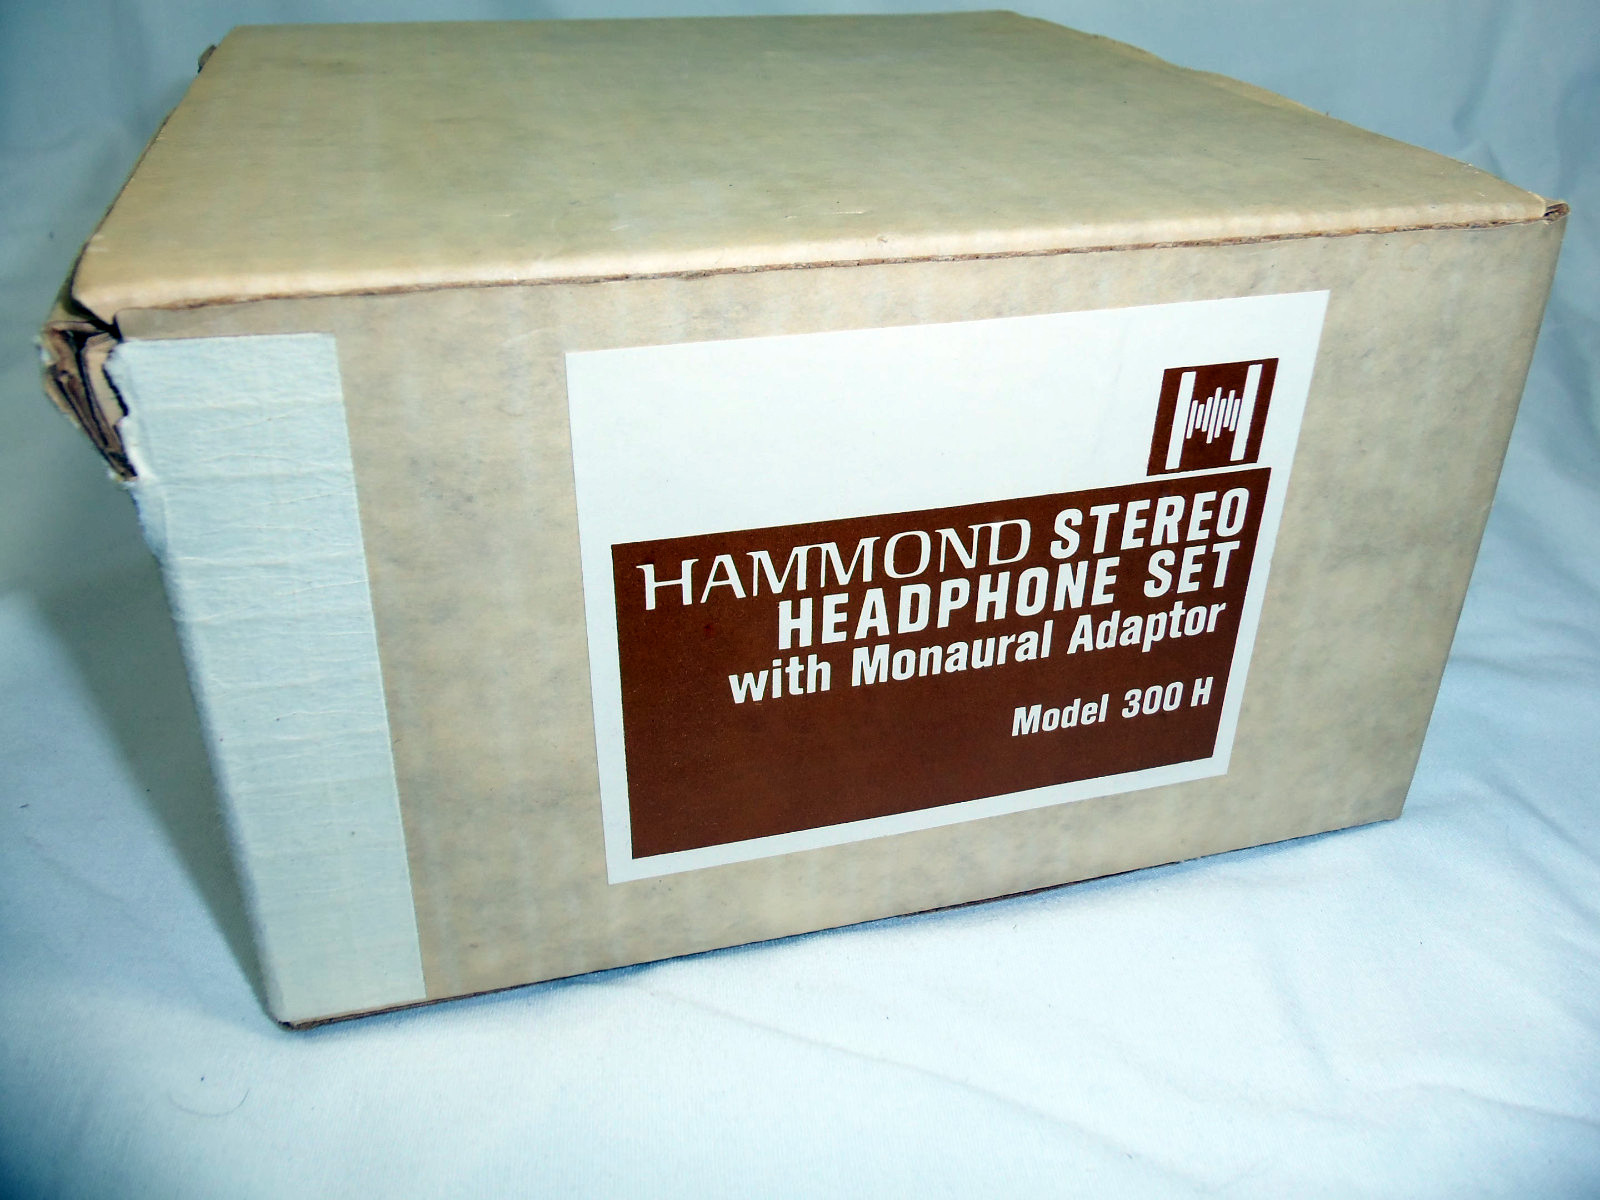 HAMMOND STEREO
HEADPHONE SET
with Monaural Adaptor
Model 300 H